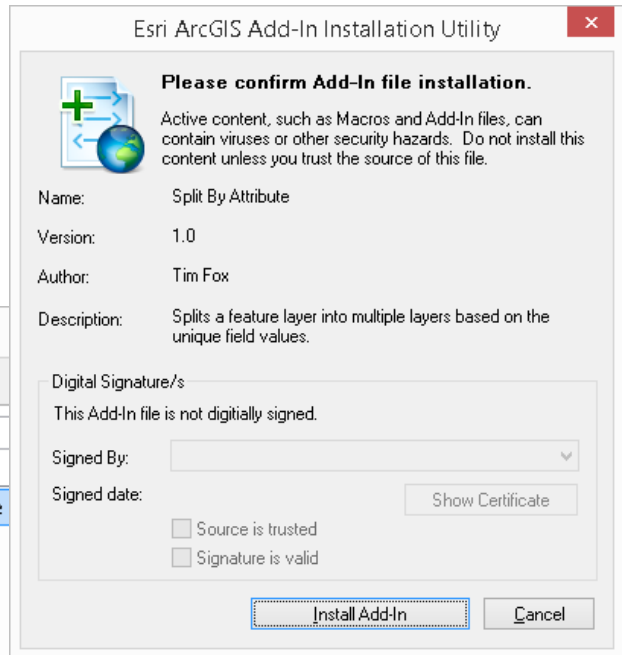 Esri ArcGIS Add-In Installation Utility
Please confirm Add-In file installation.
Active content, such as Macros and Add-In files, can
contain viruses or other security hazards. Do not install this
content unless you trust the source of this file.
Name: Split By Attribute
Version: 1.0
Author: Tim Fox
Description: Splits a feature layer into multiple layers based on the
unique field values.
Digital Signature/s
This Add-In file is not digitially signed.
Signed By:
Signed date:
Show Certificate
Source is trusted
Signature is valid
Install Add-In Cancel